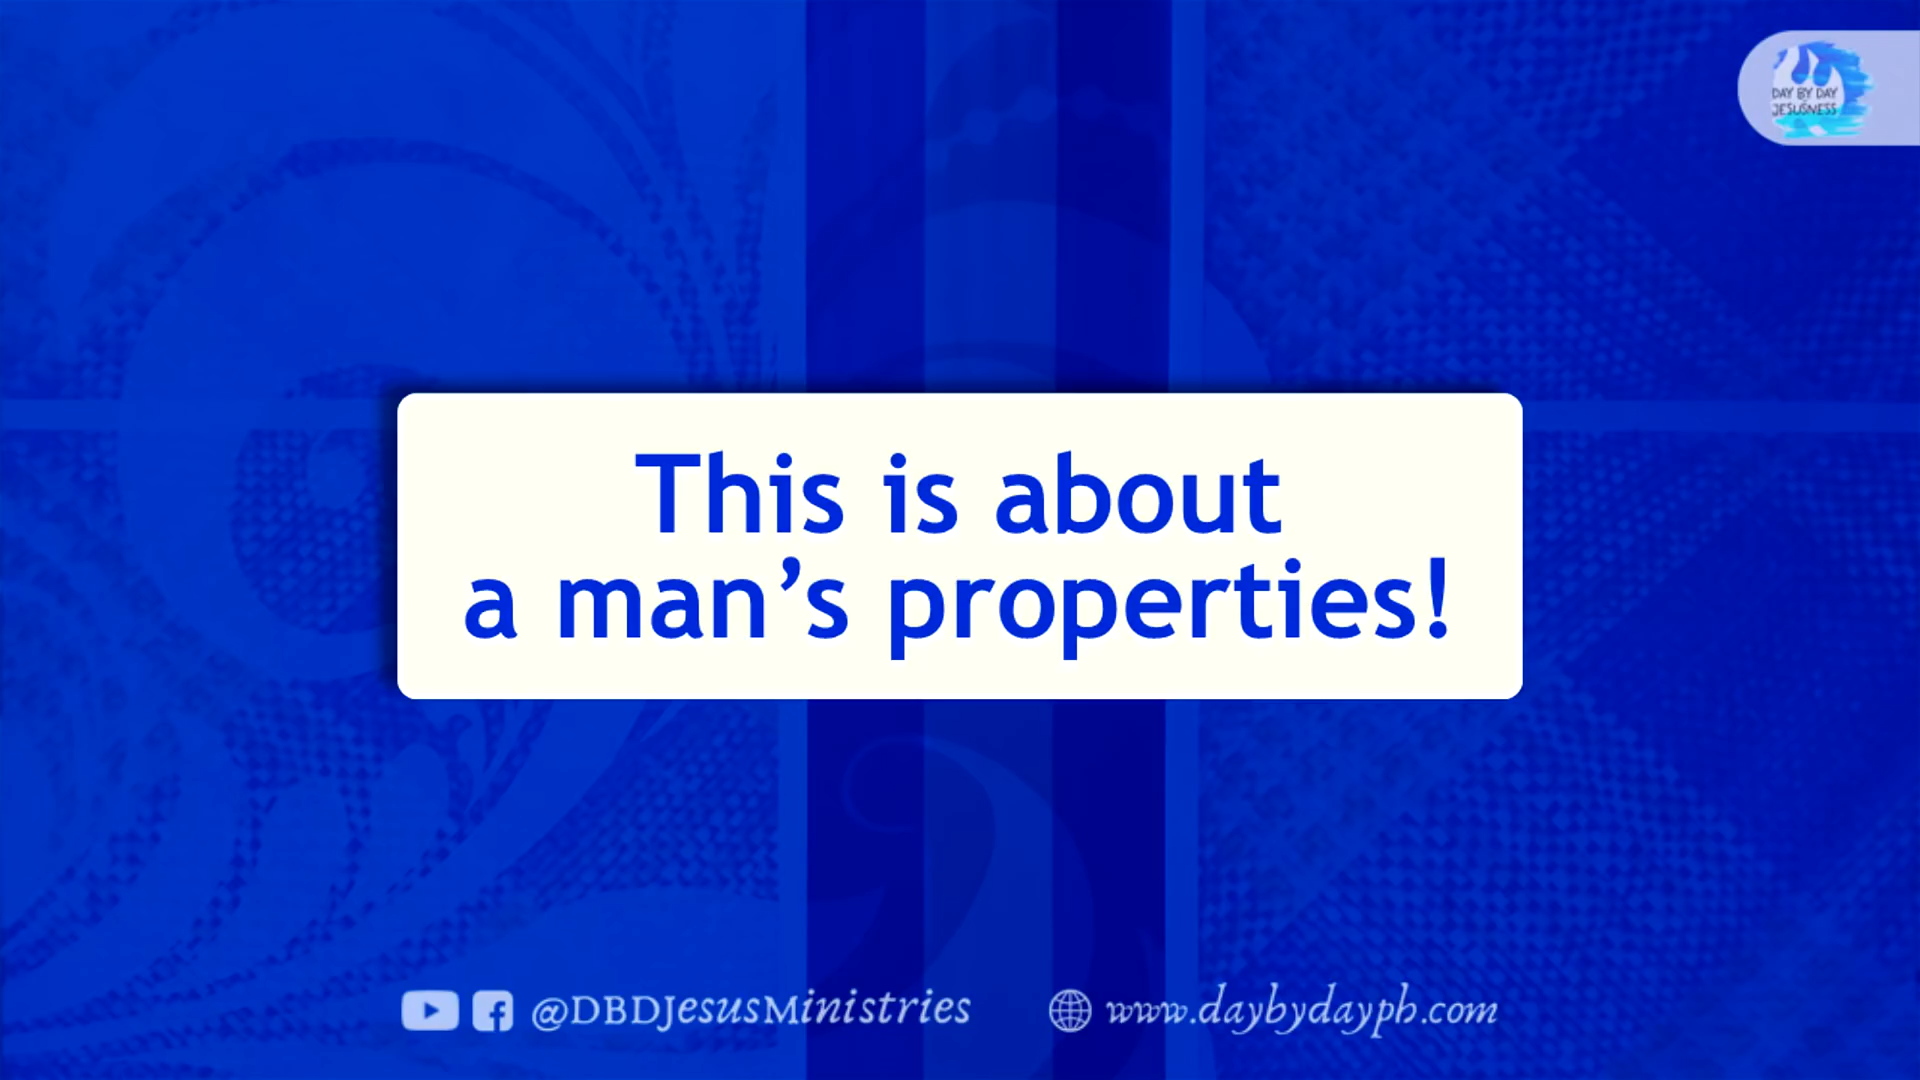 DAY BY DAY
JESUSNESS
This is about
a man’s properties!
@DBDJesusMinistries
www.daybydayph.com